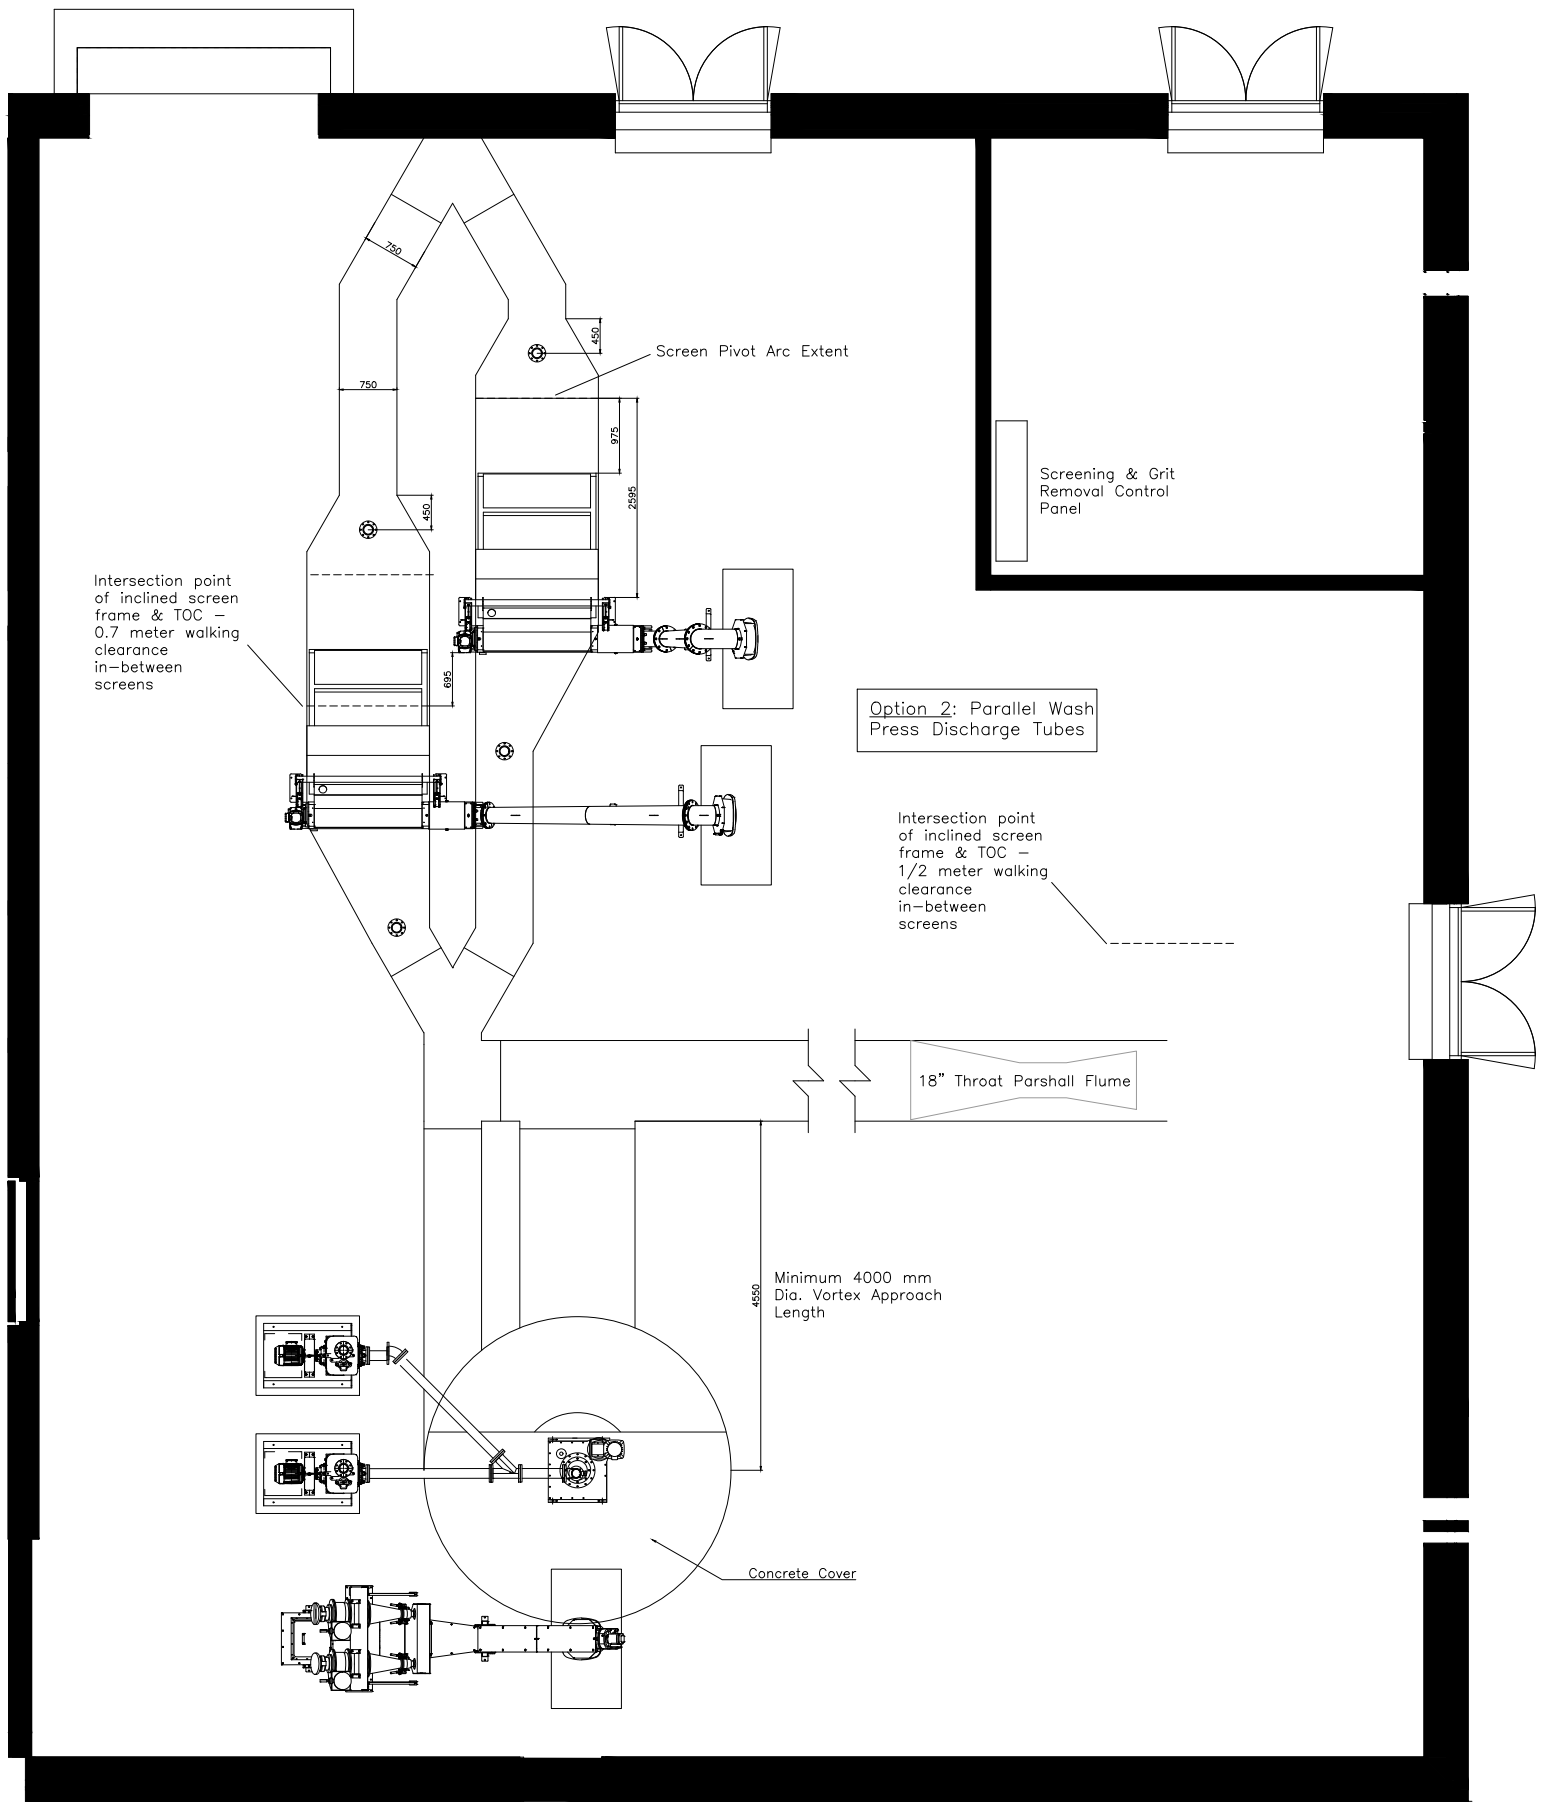 750
450
Screen Pivot Arc Extent
750
975
2595
Screening & Grit
Removal Control
Panel
450
Intersection point
of inclined screen
frame & TOC –
0.7 meter walking
clearance
in–between
screens
695
Option 2: Parallel Wash
Press Discharge Tubes
Intersection point
of inclined screen
frame & TOC –
1/2 meter walking
clearance
in–between
screens
18" Throat Parshall Flume
4550
Minimum 4000 mm
Dia. Vortex Approach
Length
Concrete Cover